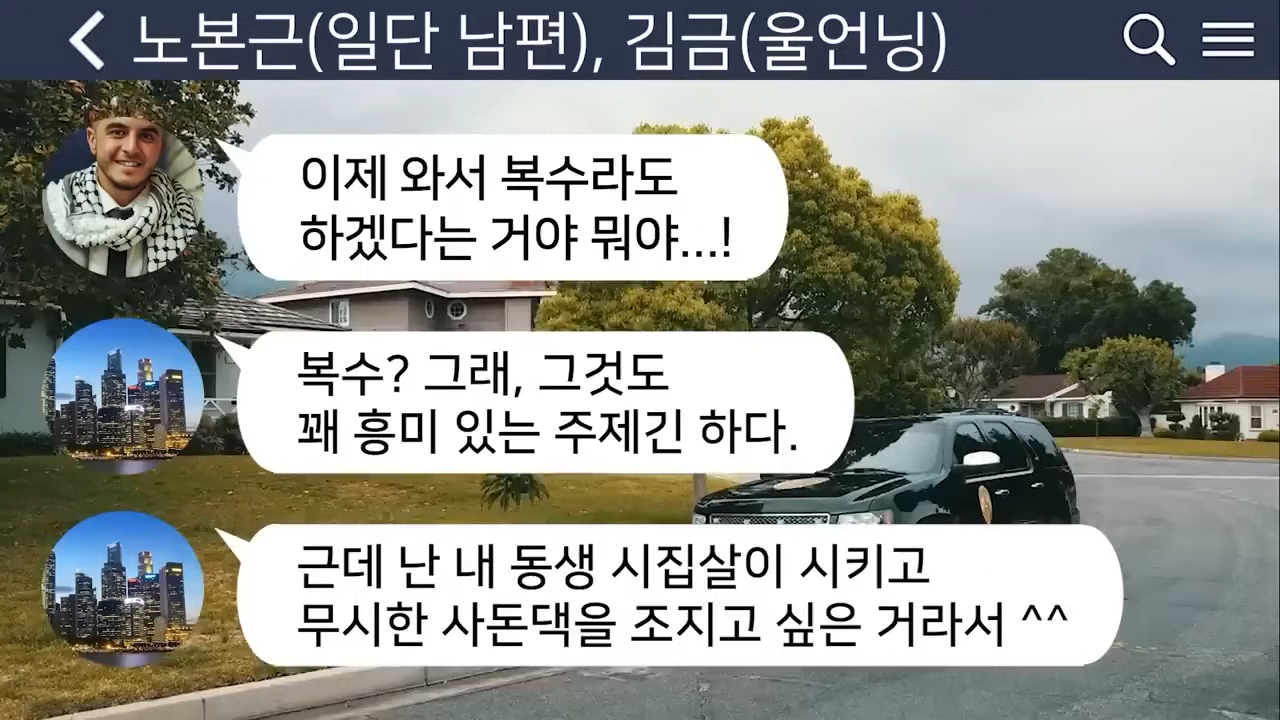 노본근(일단 남편), 김금(울언닝)
이제 와서 복수라도
하겠다는 거야 뭐야...!
복수? 그래, 그것도
꽤 흥미 있는 주제긴 하다.
근데 난 내 동생 시집살이 시키고
무시한 사돈댁을 조지고 싶은 거라서 ^^